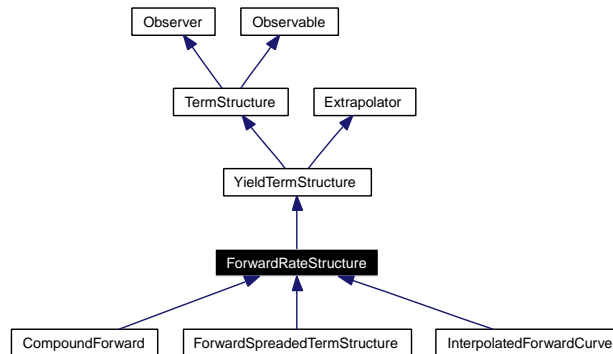 Observer
Observable
TermStructure
Extrapolator
YieldTermStructure
ForwardRateStructure
CompoundForward
ForwardSpreadedTermStructure
InterpolatedForwardCurve